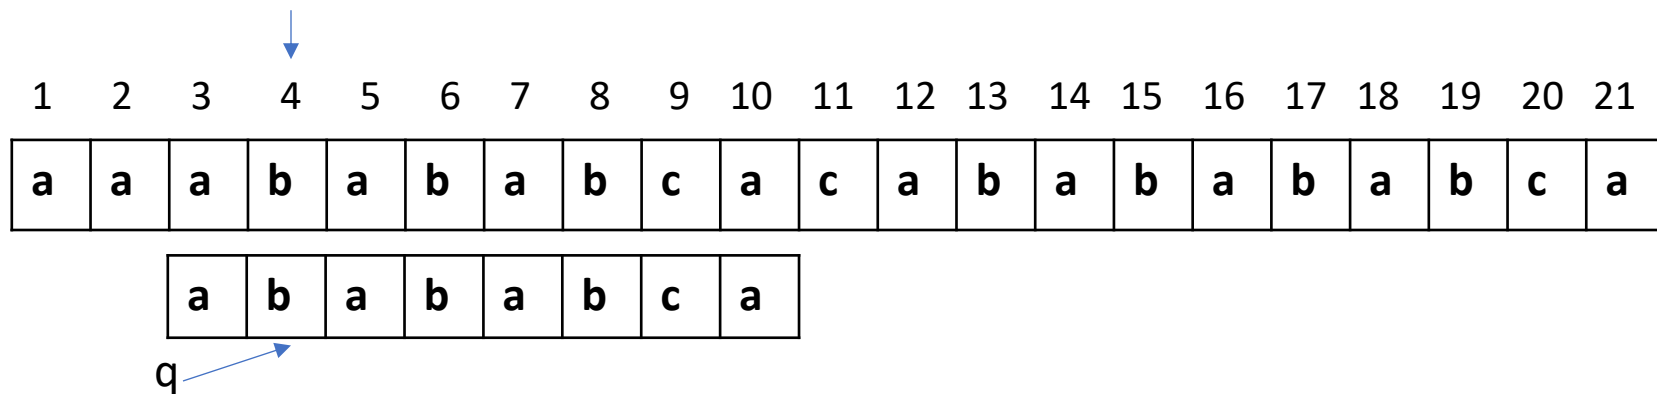 1 2 3 4 5 6 7 8 9 10 11 12 13 14 15 16 17 18 19 20 21
a a a b a b a b c a c a b a b a b a b c a
a b a b a b c a
q